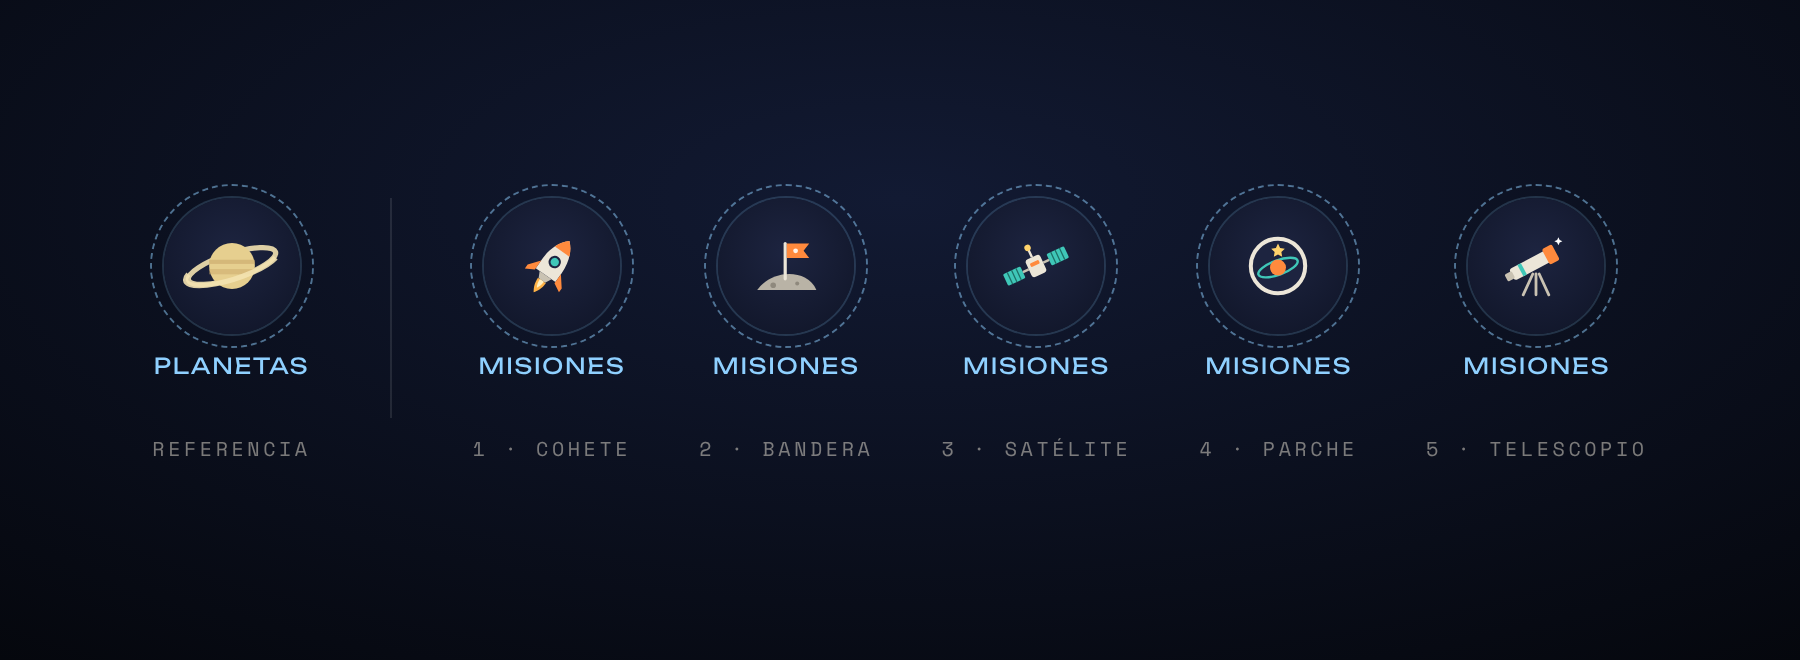 PLANETAS
MISIONES
MISIONES
MISIONES
MISIONES
MISIONES
REFERENCIA
1 · COHETE
2 · BANDERA
3 · SATÉLITE
4 · PARCHE
5 · TELESCOPIO